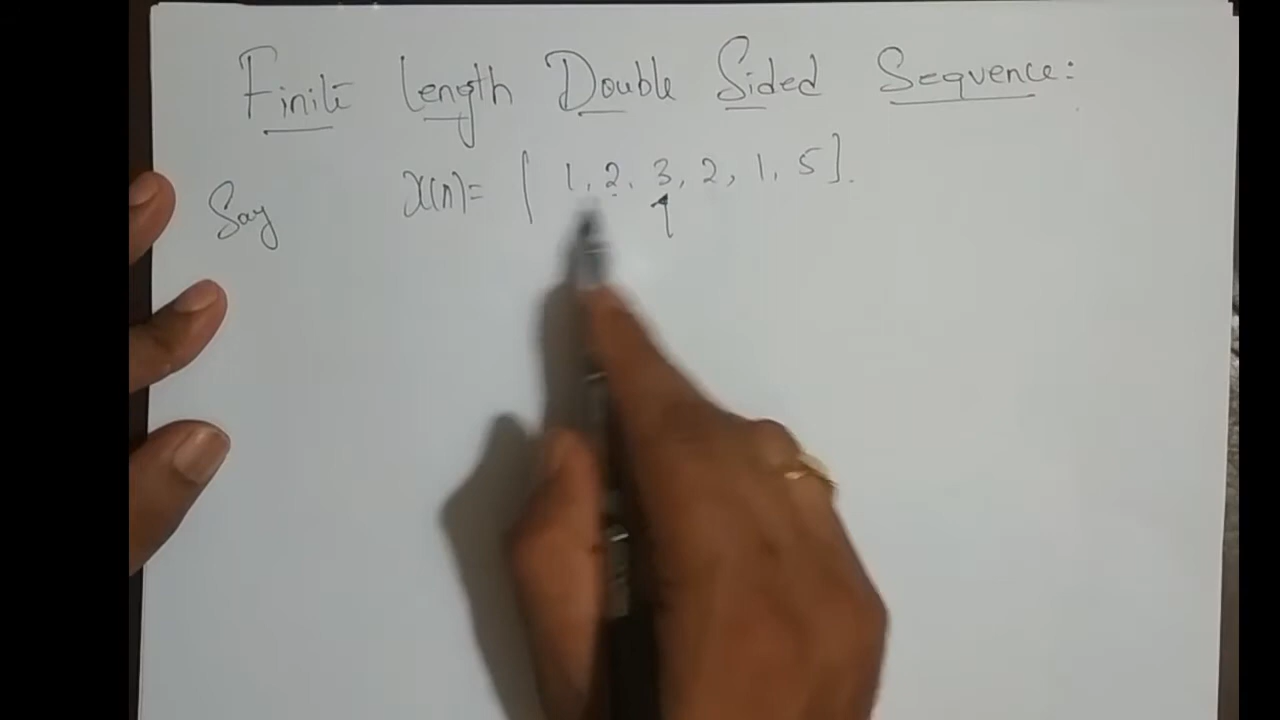 Finite Length Double Sided Sequence:
Say x(n)= [ 1, 2, 3, 2, 1, 5].
↑